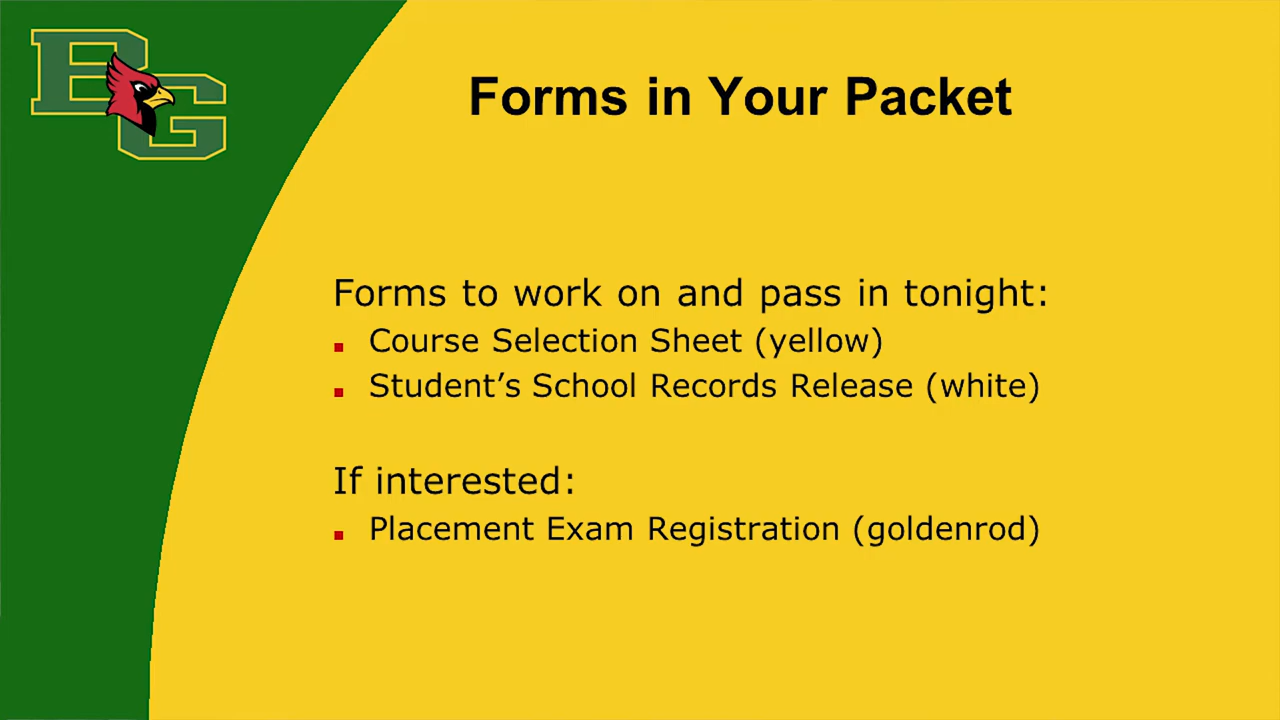 BG
Forms in Your Packet
Forms to work on and pass in tonight:
Course Selection Sheet (yellow)
Student’s School Records Release (white)
If interested:
Placement Exam Registration (goldenrod)